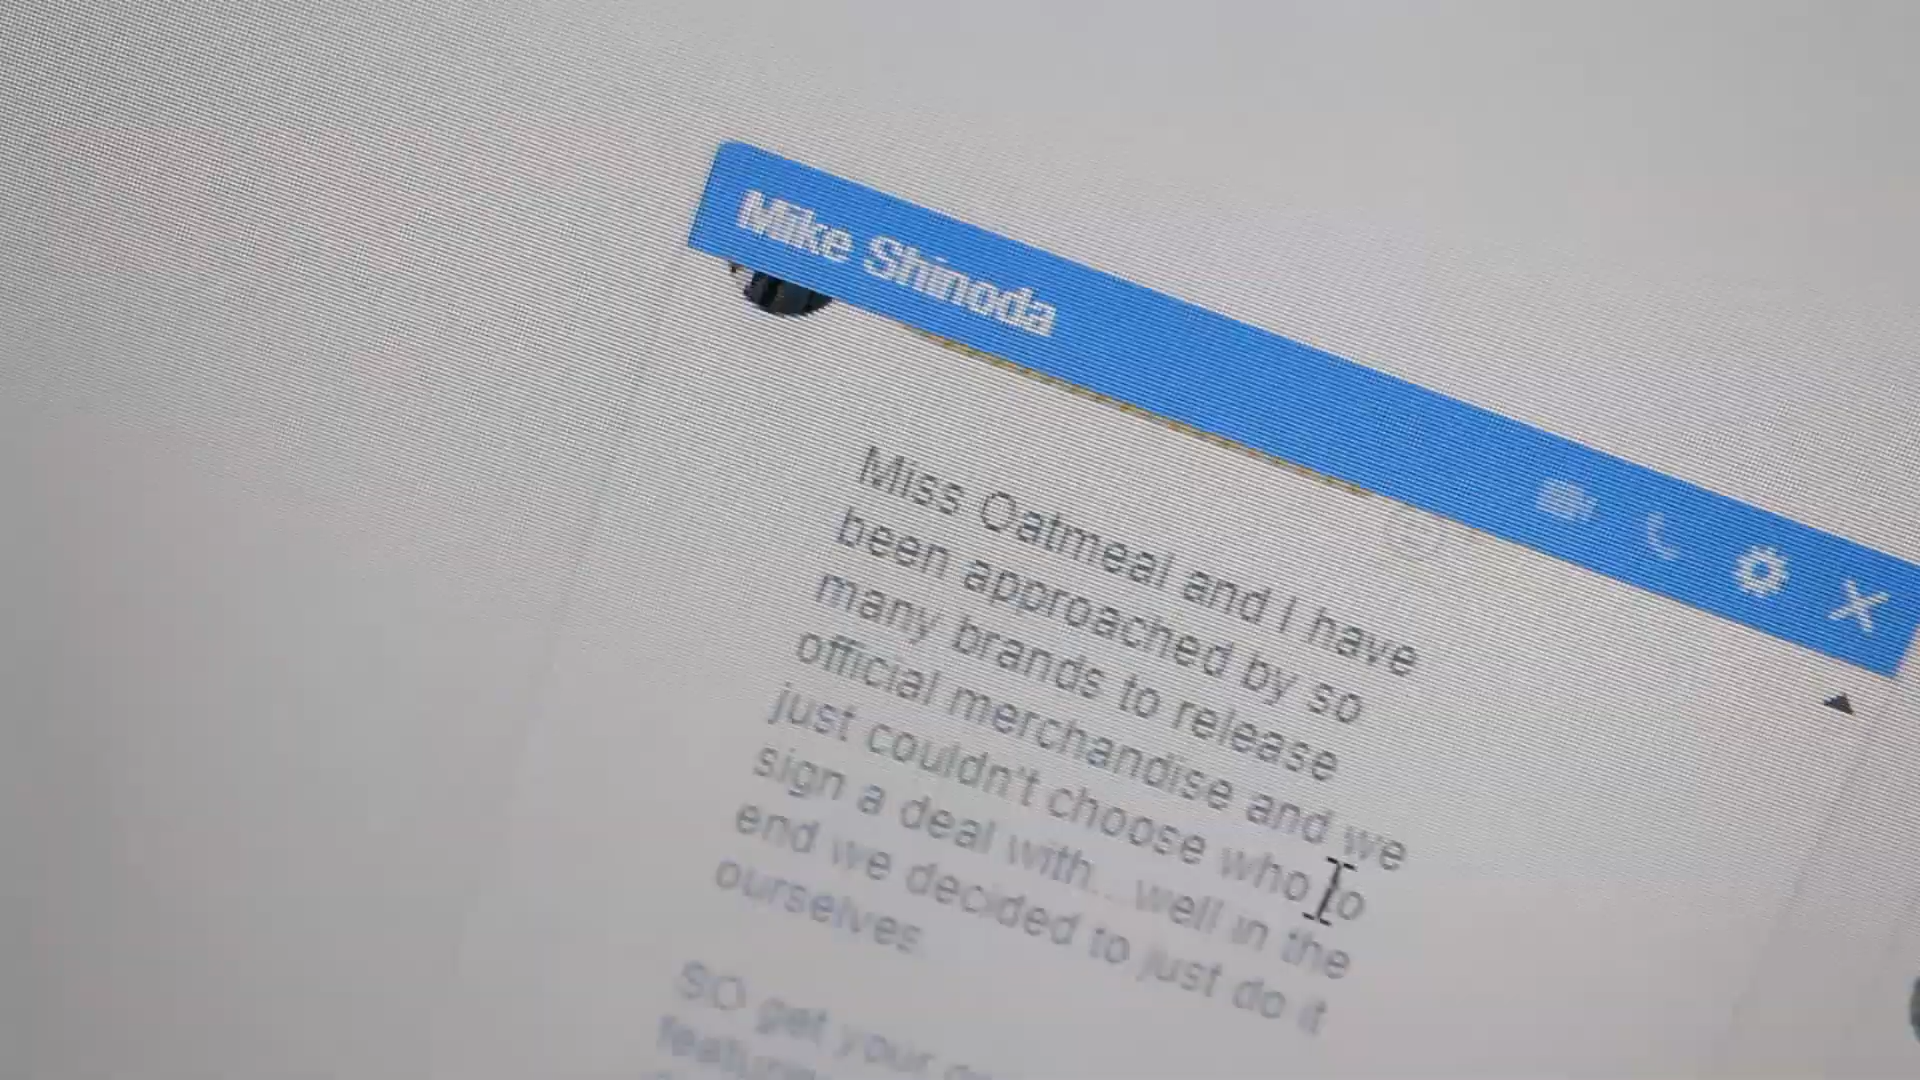 Mike Shinoda
Miss Oatmeal and I have
been approached by so
many brands to release
official merchandise and we
just couldn't choose who to
sign a deal with...well in the
end we decided to just do it
ourselves.
SO get your